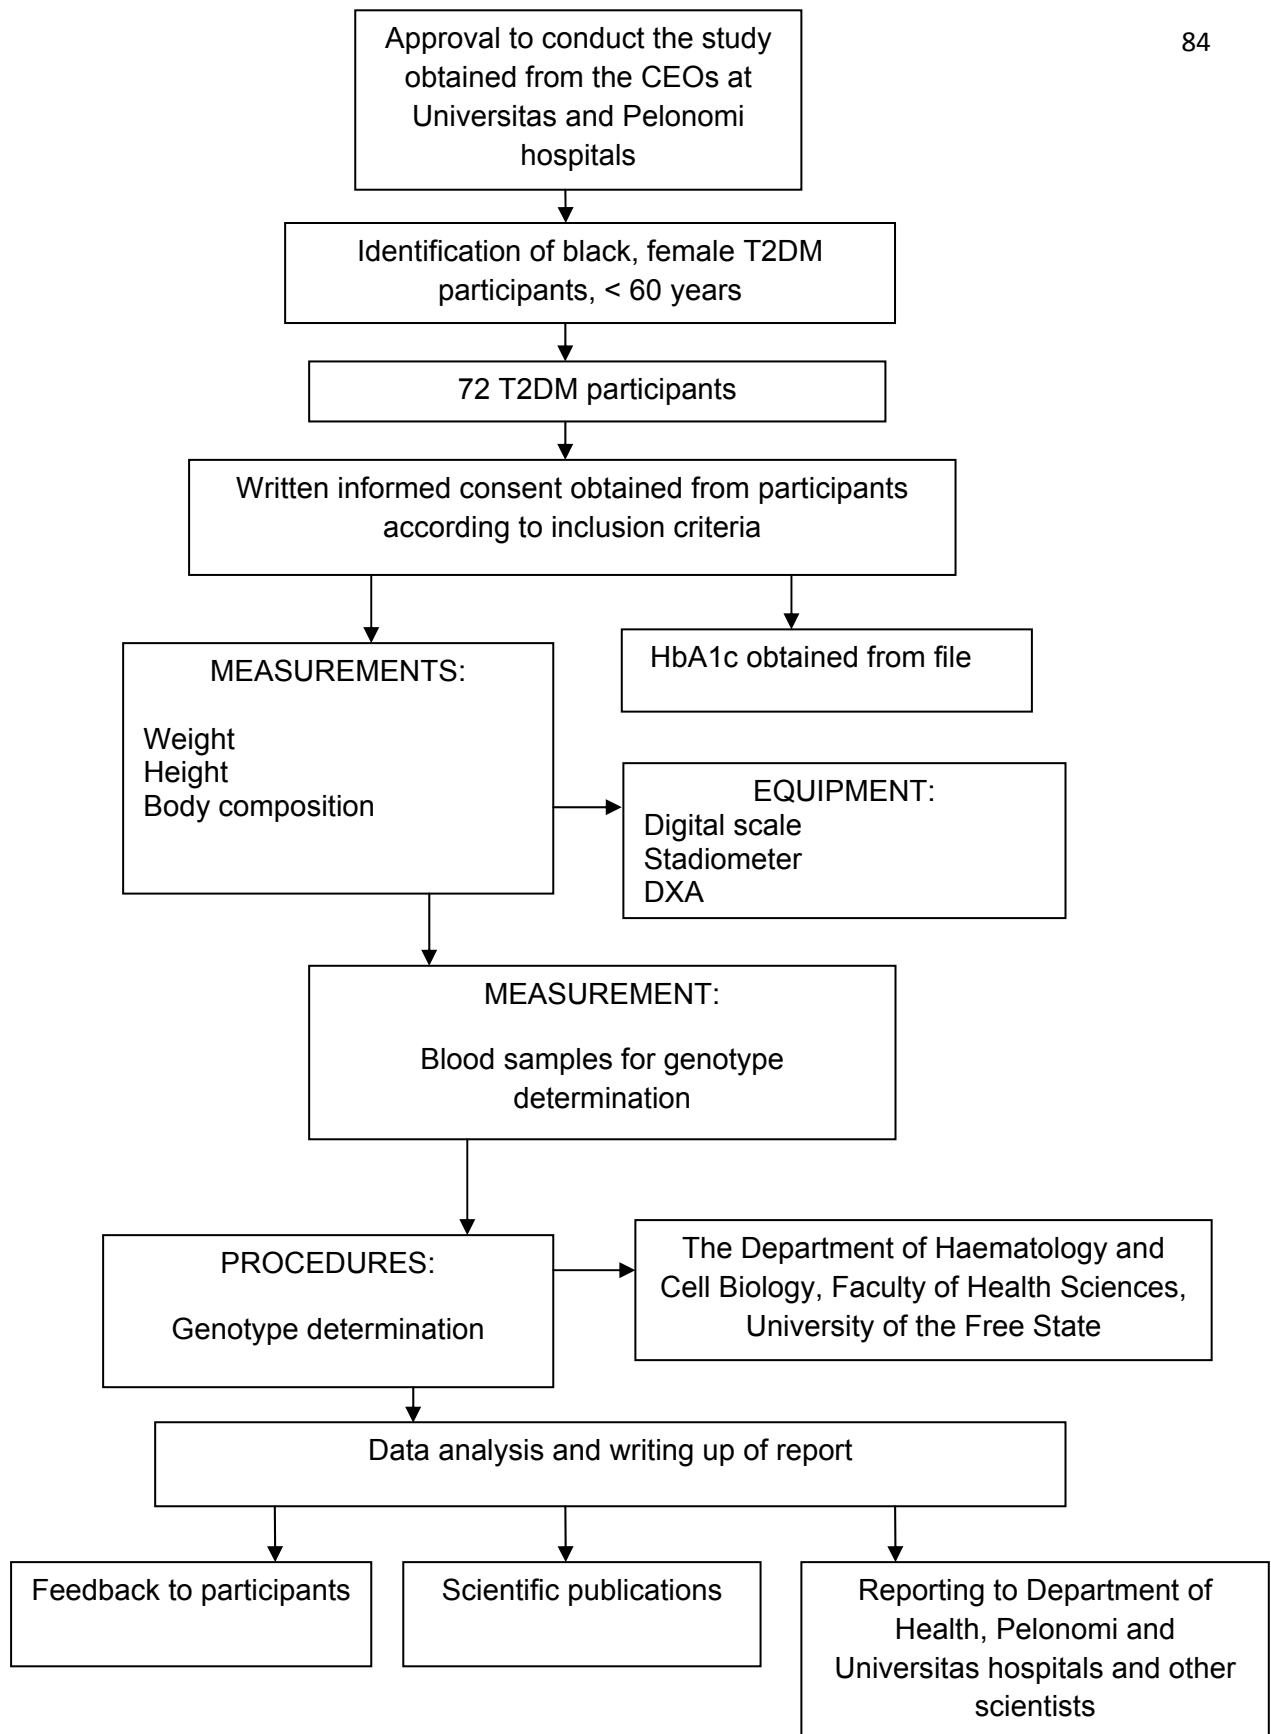 84
Approval to conduct the study
obtained from the CEOs at
Universitas and Pelonomi
hospitals
Identification of black, female T2DM
participants, < 60 years
72 T2DM participants
Written informed consent obtained from participants
according to inclusion criteria
MEASUREMENTS:
Weight
Height
Body composition
HbA1c obtained from file
EQUIPMENT:
Digital scale
Stadiometer
DXA
MEASUREMENT:
Blood samples for genotype
determination
PROCEDURES:
Genotype determination
The Department of Haematology and
Cell Biology, Faculty of Health Sciences,
University of the Free State
Data analysis and writing up of report
Feedback to participants
Scientific publications
Reporting to Department of
Health, Pelonomi and
Universitas hospitals and other
scientists